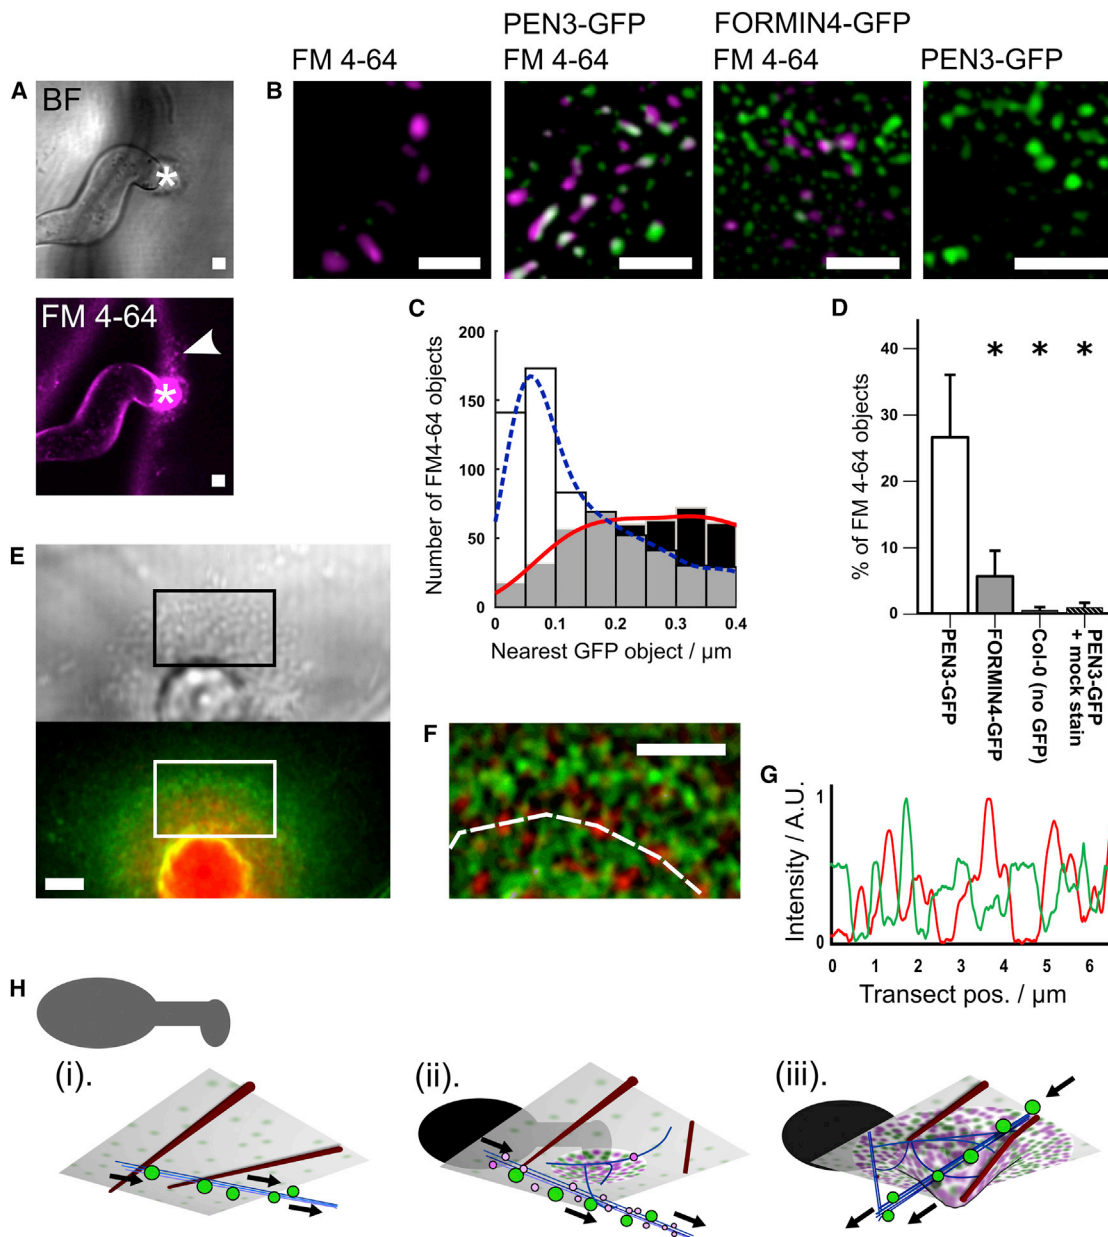 A
BF
FM 4-64
B
FM 4-64
PEN3-GFP
FM 4-64
FORMIN4-GFP
FM 4-64
PEN3-GFP
C
Number of FM4-64 objects
200
150
100
50
0
0
0.1
0.2
0.3
0.4
Nearest GFP object / µm
D
% of FM 4-64 objects
40
30
20
10
0
* * *
PEN3-GFP
FORMIN4-GFP
Col-0 (no GFP)
PEN3-GFP
+ mock stain
E
F
G
Intensity / A.U.
1
0
0 1 2 3 4 5 6
Transect pos. / µm
H
(i).
(ii).
(iii).